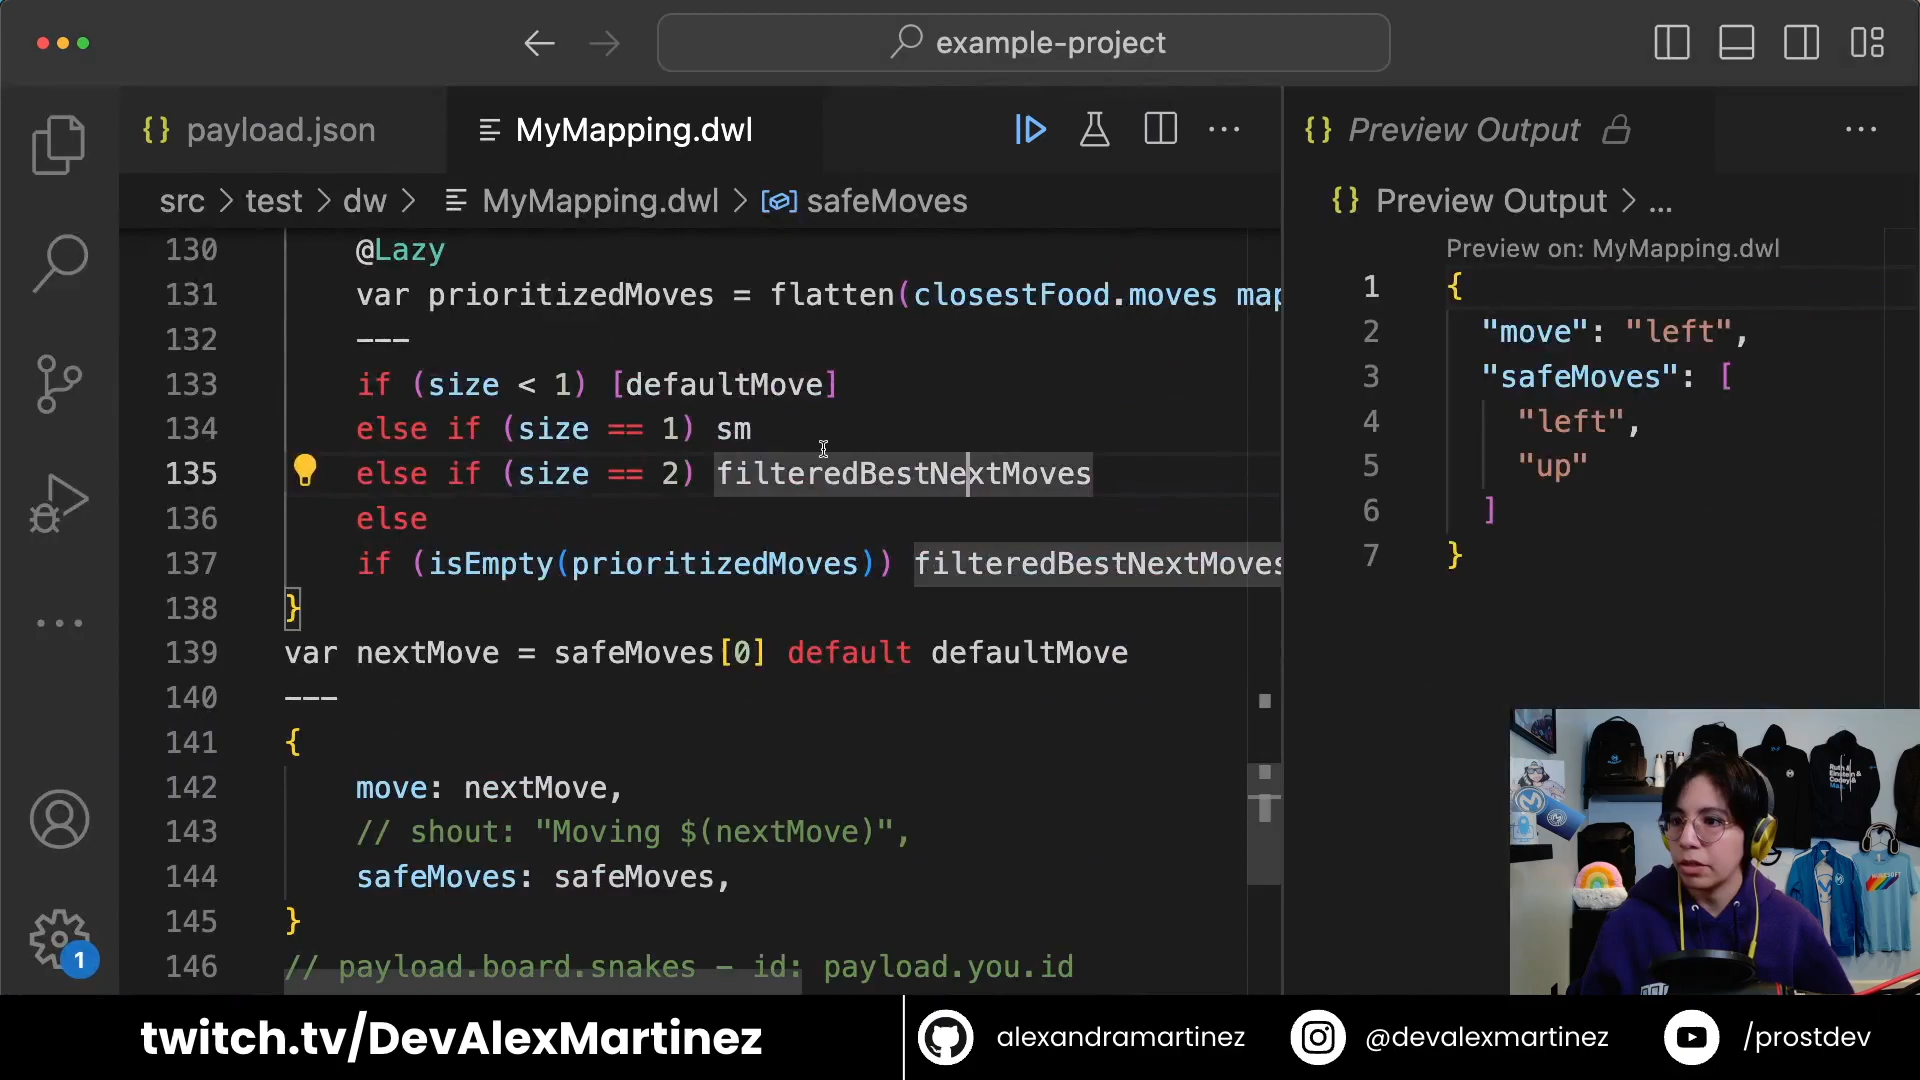 example-project
payload.json
MyMapping.dwl
Preview Output
src > test > dw > MyMapping.dwl > safeMoves
Preview Output > ...
130 @Lazy
131 var prioritizedMoves = flatten(closestFood.moves map
132 ---
133 if (size < 1) [defaultMove]
134 else if (size == 1) sm
135 else if (size == 2) filteredBestNextMoves
136 else
137 if (isEmpty(prioritizedMoves)) filteredBestNextMoves
138 }
139 var nextMove = safeMoves[0] default defaultMove
140 ---
141 {
142 move: nextMove,
143 // shout: "Moving $(nextMove)",
144 safeMoves: safeMoves,
145 }
146 // payload.board.snakes - id: payload.you.id
Preview on: MyMapping.dwl
1 {
2 "move": "left",
3 "safeMoves": [
4 "left",
5 "up"
6 ]
7 }
1
twitch.tv/DevAlexMartinez
alexandramartinez
@devalexmartinez
/prostdev